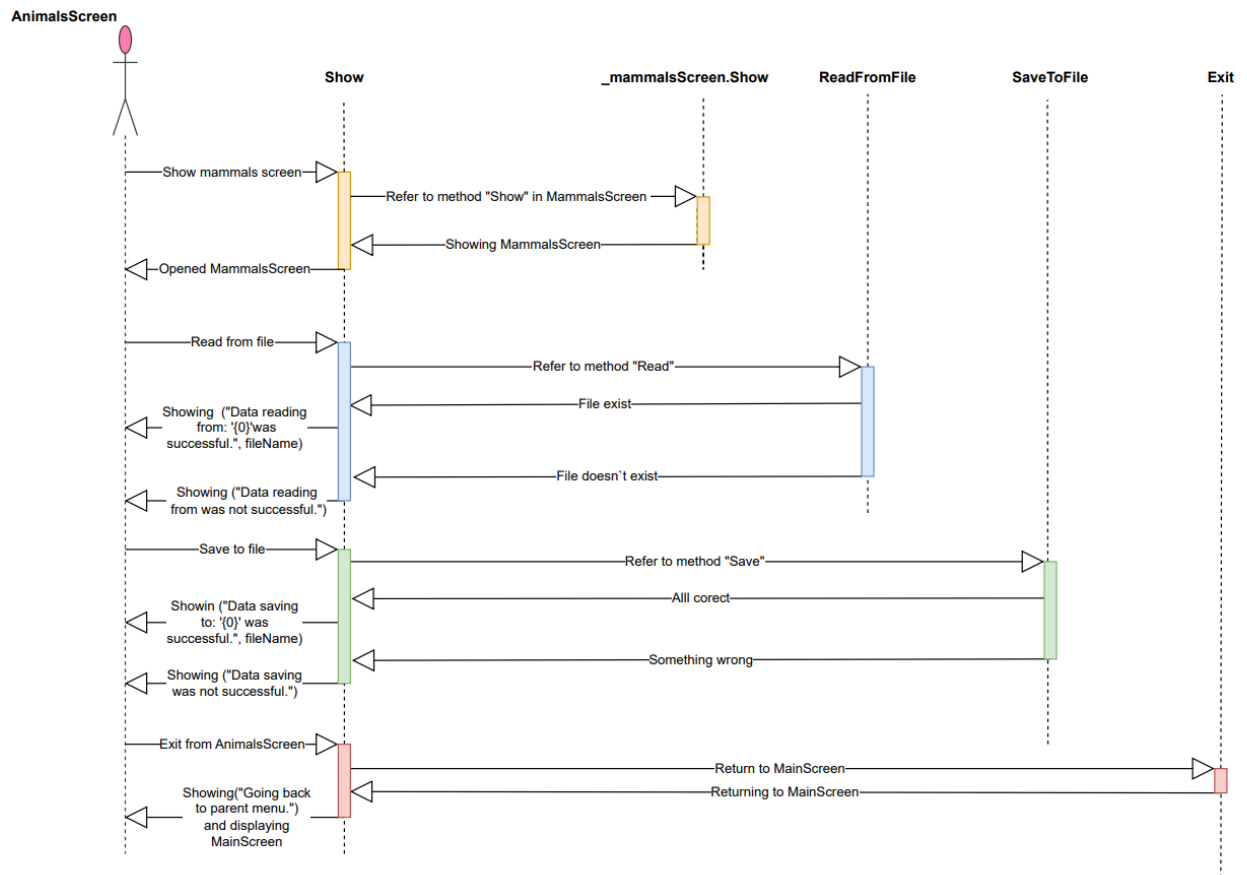 AnimalsScreen
Show
_mammalsScreen.Show
ReadFromFile
SaveToFile
Exit
Show mammals screen
Refer to method "Show" in MammalsScreen
Showing MammalsScreen
Opened MammalsScreen
Read from file
Refer to method "Read"
File exist
Showing ("Data reading
from: '{0}'was
successful.", fileName)
File doesn`t exist
Showing ("Data reading
from was not successful.")
Save to file
Refer to method "Save"
Alll corect
Showin ("Data saving
to: '{0}' was
successful.", fileName)
Something wrong
Showing ("Data saving
was not successful.")
Exit from AnimalsScreen
Return to MainScreen
Returning to MainScreen
Showing("Going back
to parent menu.")
and displaying
MainScreen